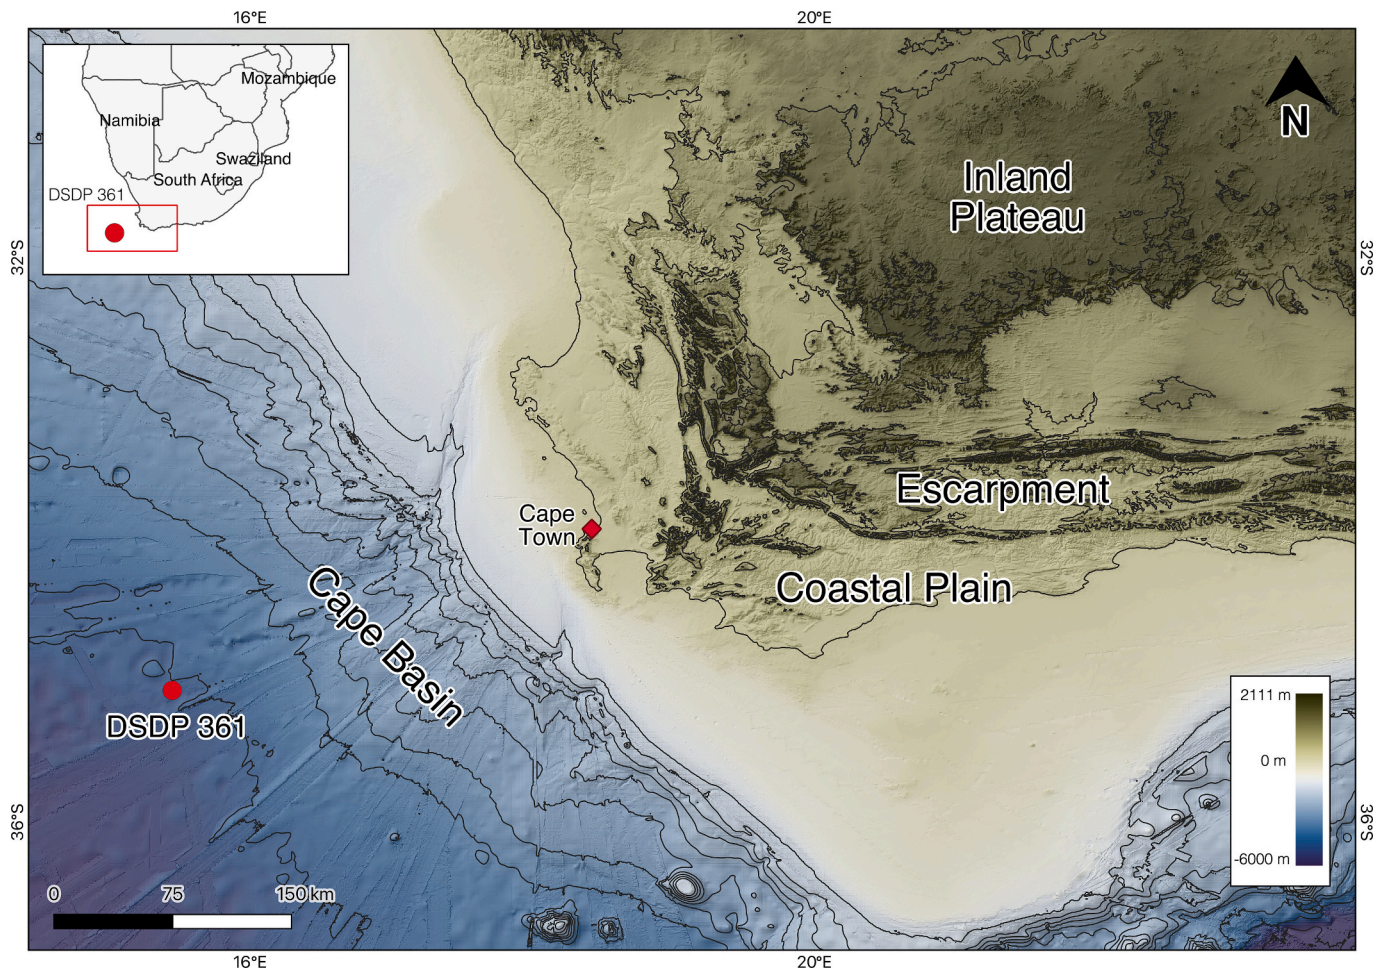 16°E
20°E
Mozambique
Namibia
Swaziland
South Africa
DSDP 361
32°S
32°S
N
Inland
Plateau
Escarpment
Cape
Town
Coastal Plain
Cape Basin
DSDP 361
2111 m
0 m
-6000 m
36°S
36°S
0
75
150 km
16°E
20°E